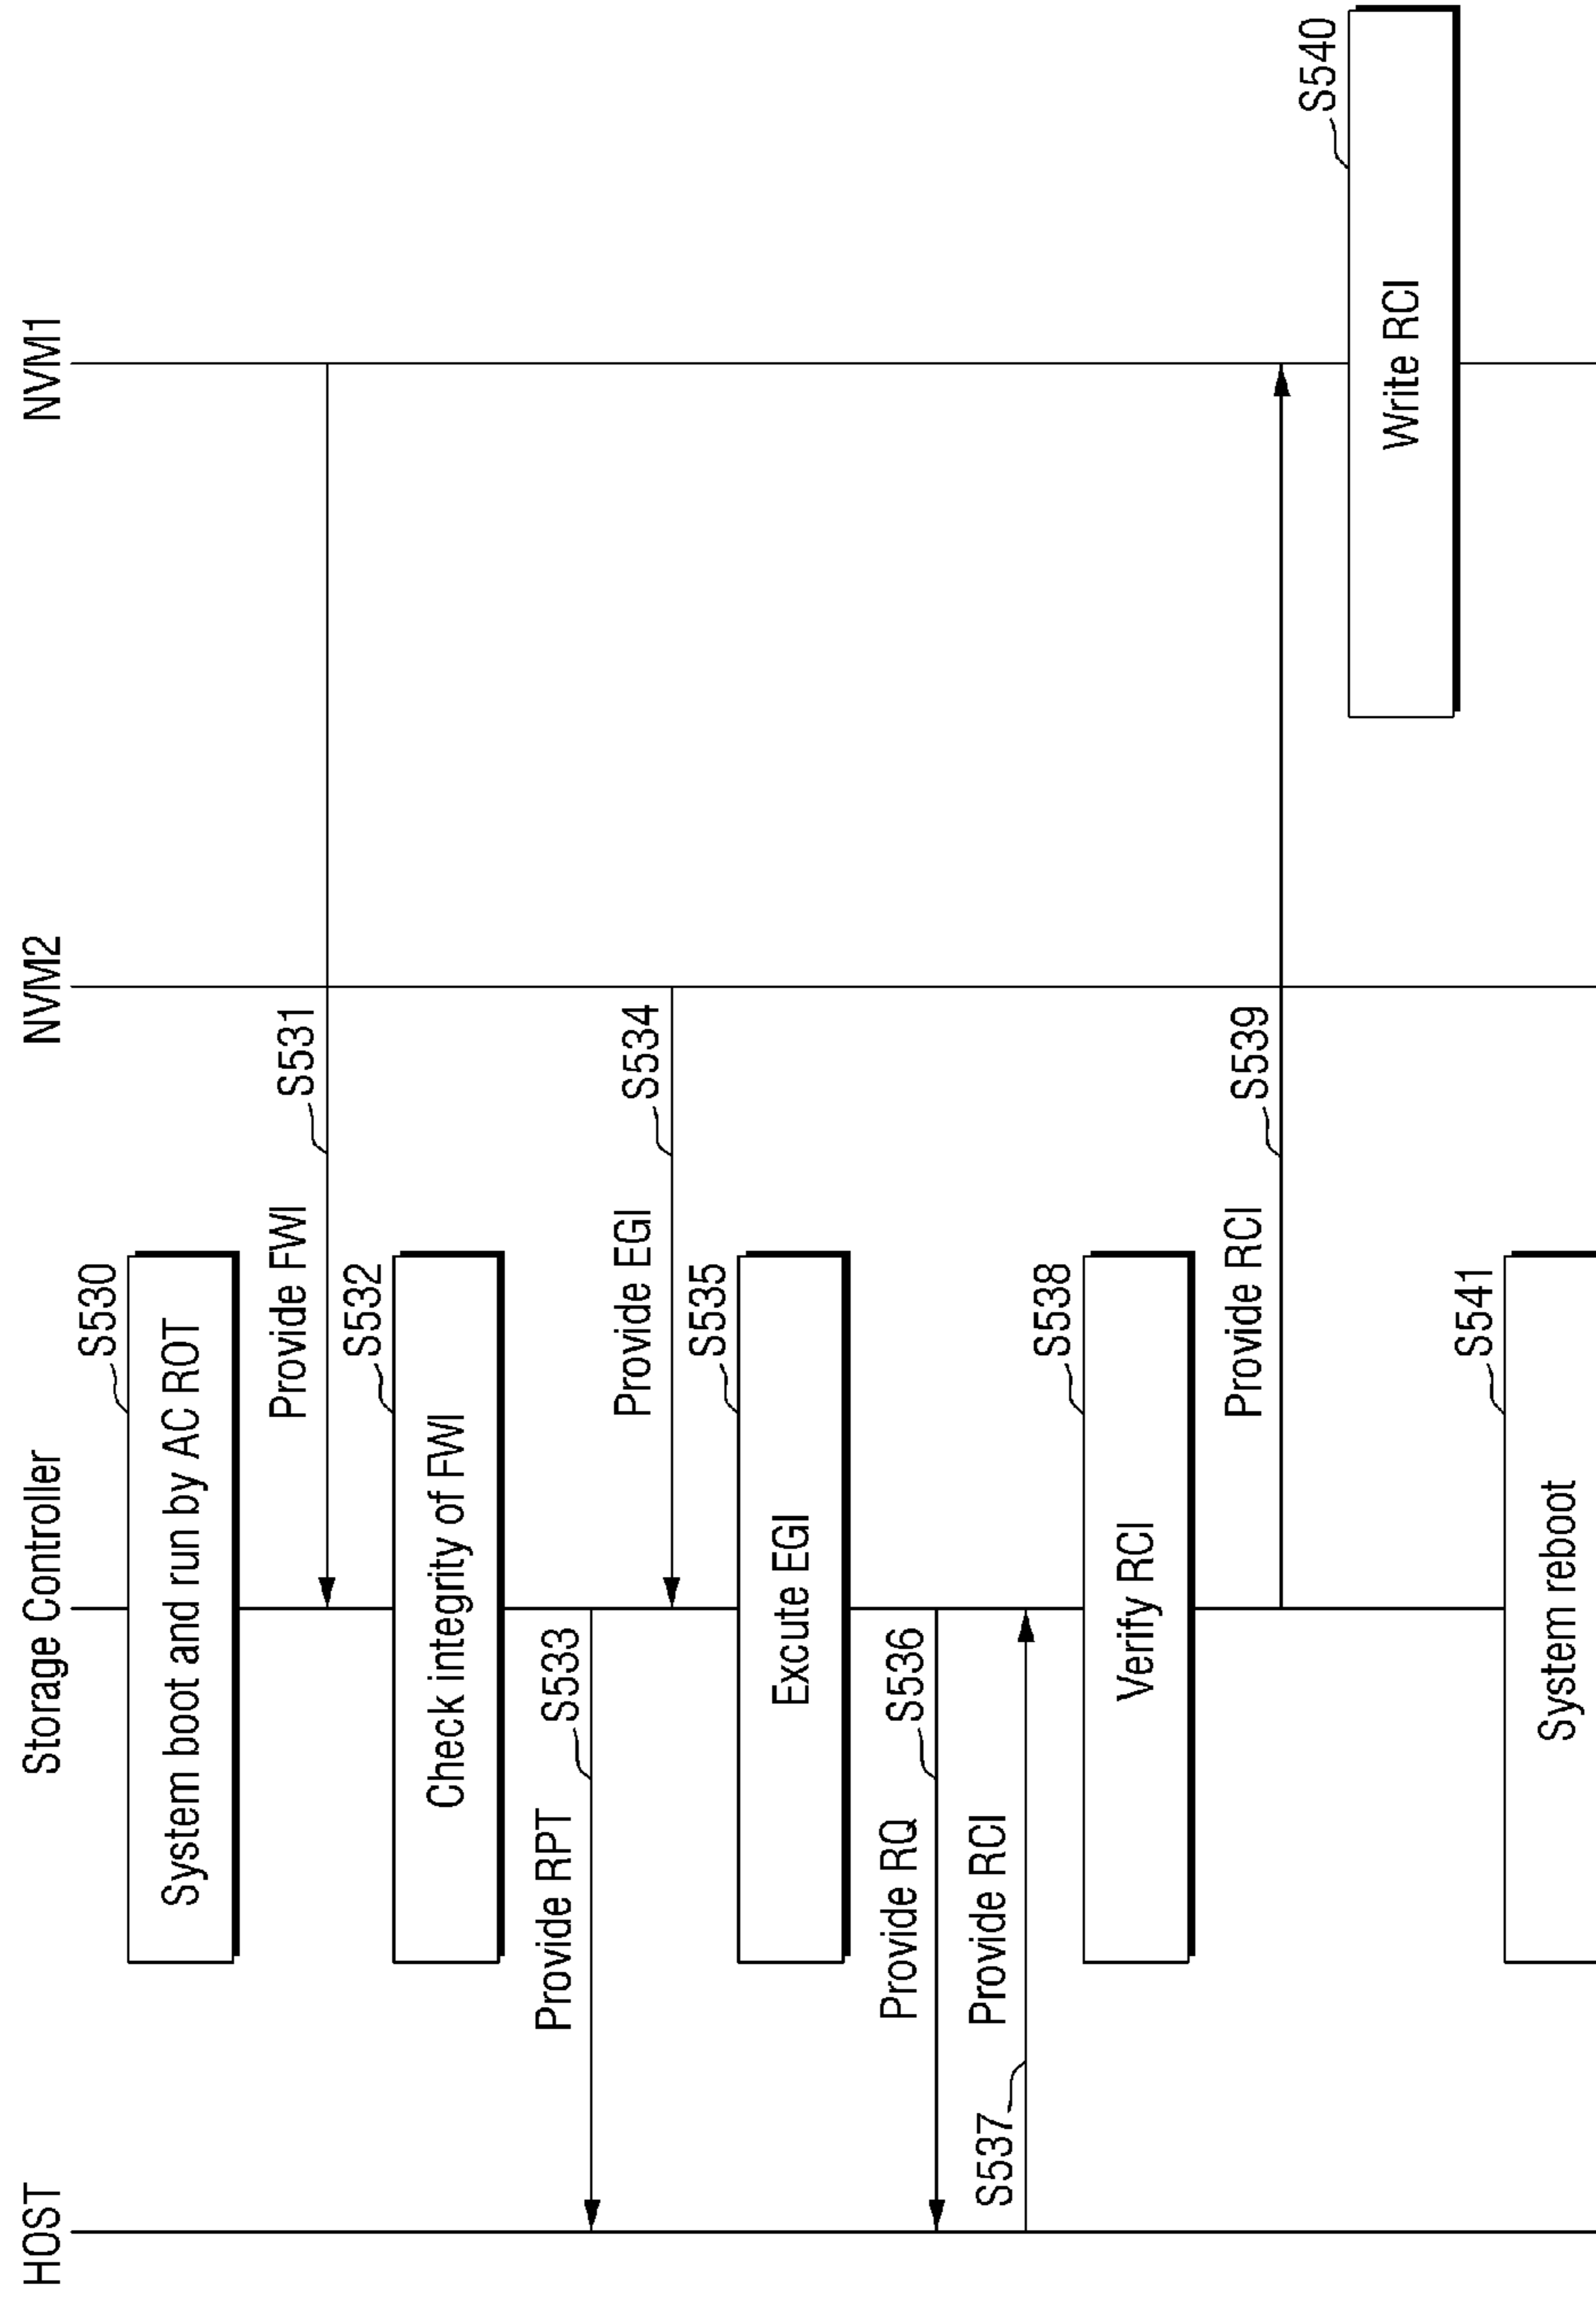 HOST
Storage Controller
NVM2
NVM1
S530
System boot and run by AC ROT
Provide FWI
S531
S532
Check integrity of FWI
Provide RPT
S533
Provide EGI
S534
S535
Excute EGI
Provide RQ
S536
S537
Provide RCI
S538
Verify RCI
Provide RCI
S539
S540
Write RCI
S541
System reboot